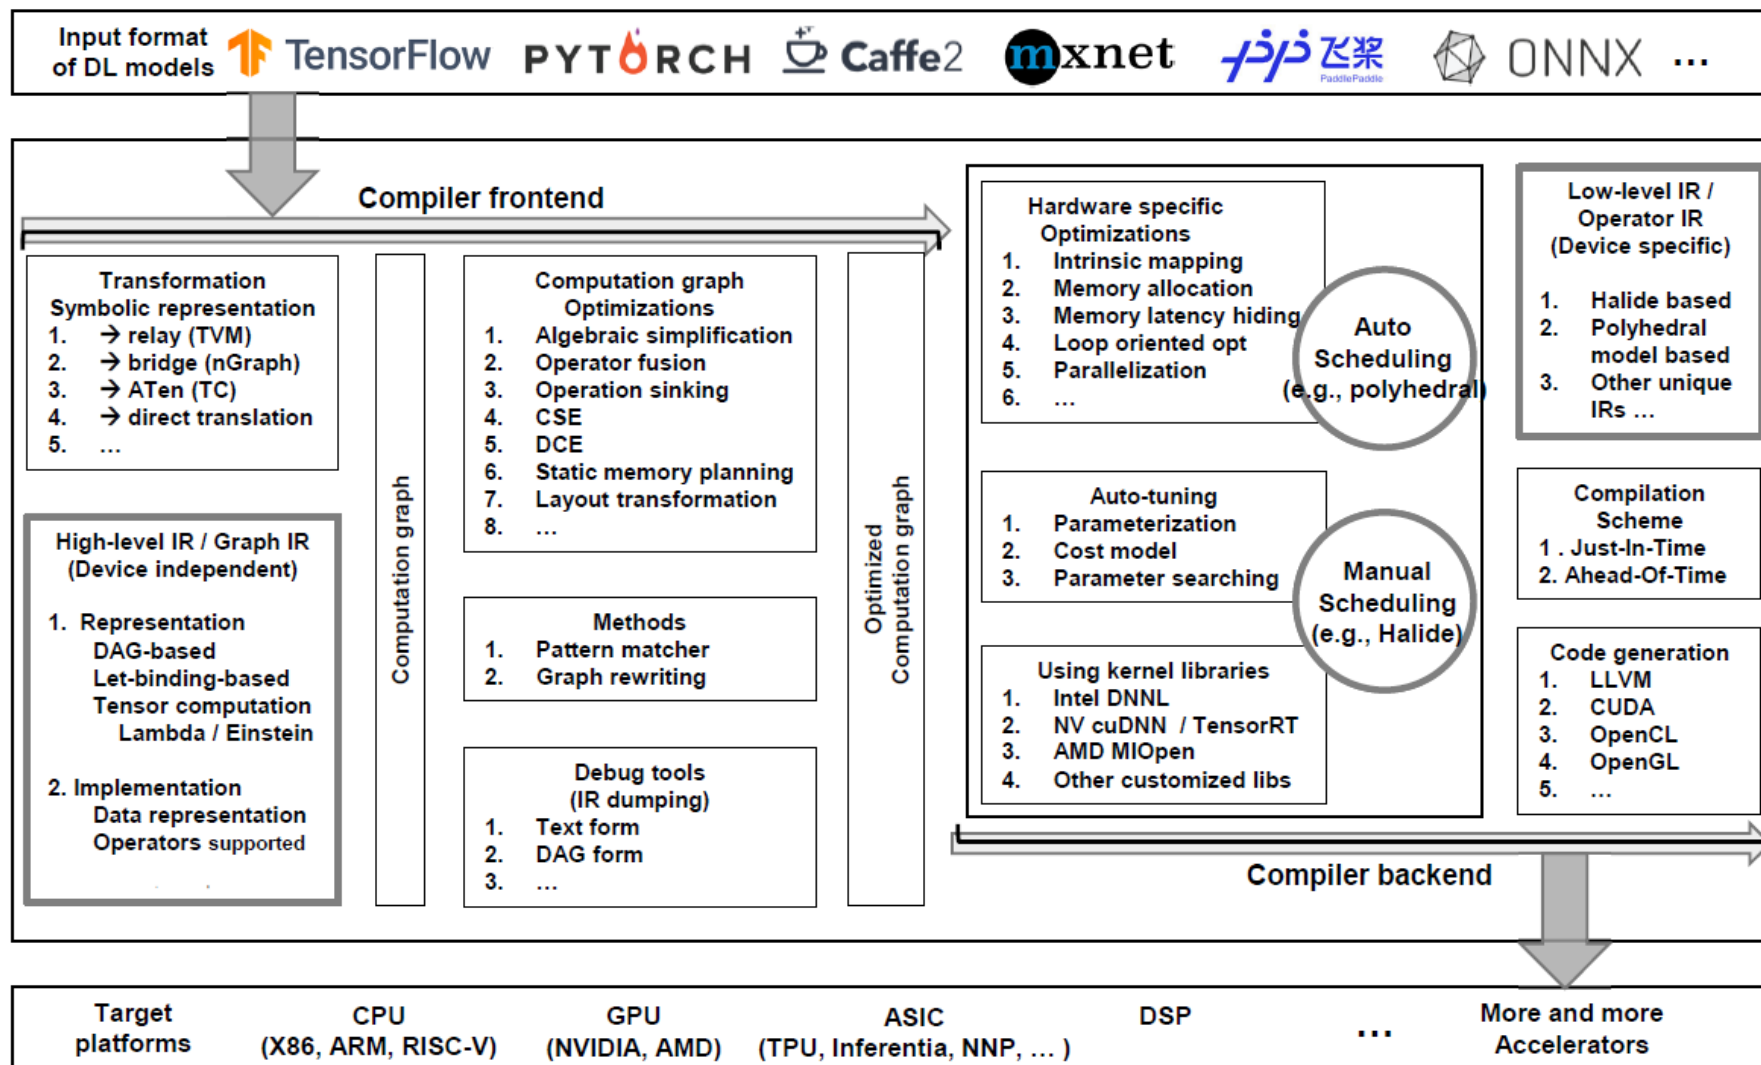 Input format
of DL models
TensorFlow
PYTORCH
Caffe2
mxnet
飞桨
PaddlePaddle
ONNX
...
Compiler frontend
Transformation
Symbolic representation
1. → relay (TVM)
2. → bridge (nGraph)
3. → ATen (TC)
4. → direct translation
5. ...
High-level IR / Graph IR
(Device independent)
1. Representation
DAG-based
Let-binding-based
Tensor computation
Lambda / Einstein
2. Implementation
Data representation
Operators supported
Computation graph
Computation graph
Optimizations
1. Algebraic simplification
2. Operator fusion
3. Operation sinking
4. CSE
5. DCE
6. Static memory planning
7. Layout transformation
8. ...
Methods
1. Pattern matcher
2. Graph rewriting
Debug tools
(IR dumping)
1. Text form
2. DAG form
3. ...
Optimized
Computation graph
Hardware specific
Optimizations
1. Intrinsic mapping
2. Memory allocation
3. Memory latency hiding
4. Loop oriented opt
5. Parallelization
6. ...
Auto
Scheduling
(e.g., polyhedral)
Auto-tuning
1. Parameterization
2. Cost model
3. Parameter searching
Manual
Scheduling
(e.g., Halide)
Using kernel libraries
1. Intel DNNL
2. NV cuDNN / TensorRT
3. AMD MIOpen
4. Other customized libs
Low-level IR /
Operator IR
(Device specific)
1. Halide based
2. Polyhedral
model based
3. Other unique
IRs ...
Compilation
Scheme
1 . Just-In-Time
2. Ahead-Of-Time
Code generation
1. LLVM
2. CUDA
3. OpenCL
4. OpenGL
5. ...
Compiler backend
Target
platforms
CPU
(X86, ARM, RISC-V)
GPU
(NVIDIA, AMD)
ASIC
(TPU, Inferentia, NNP, ... )
DSP
...
More and more
Accelerators